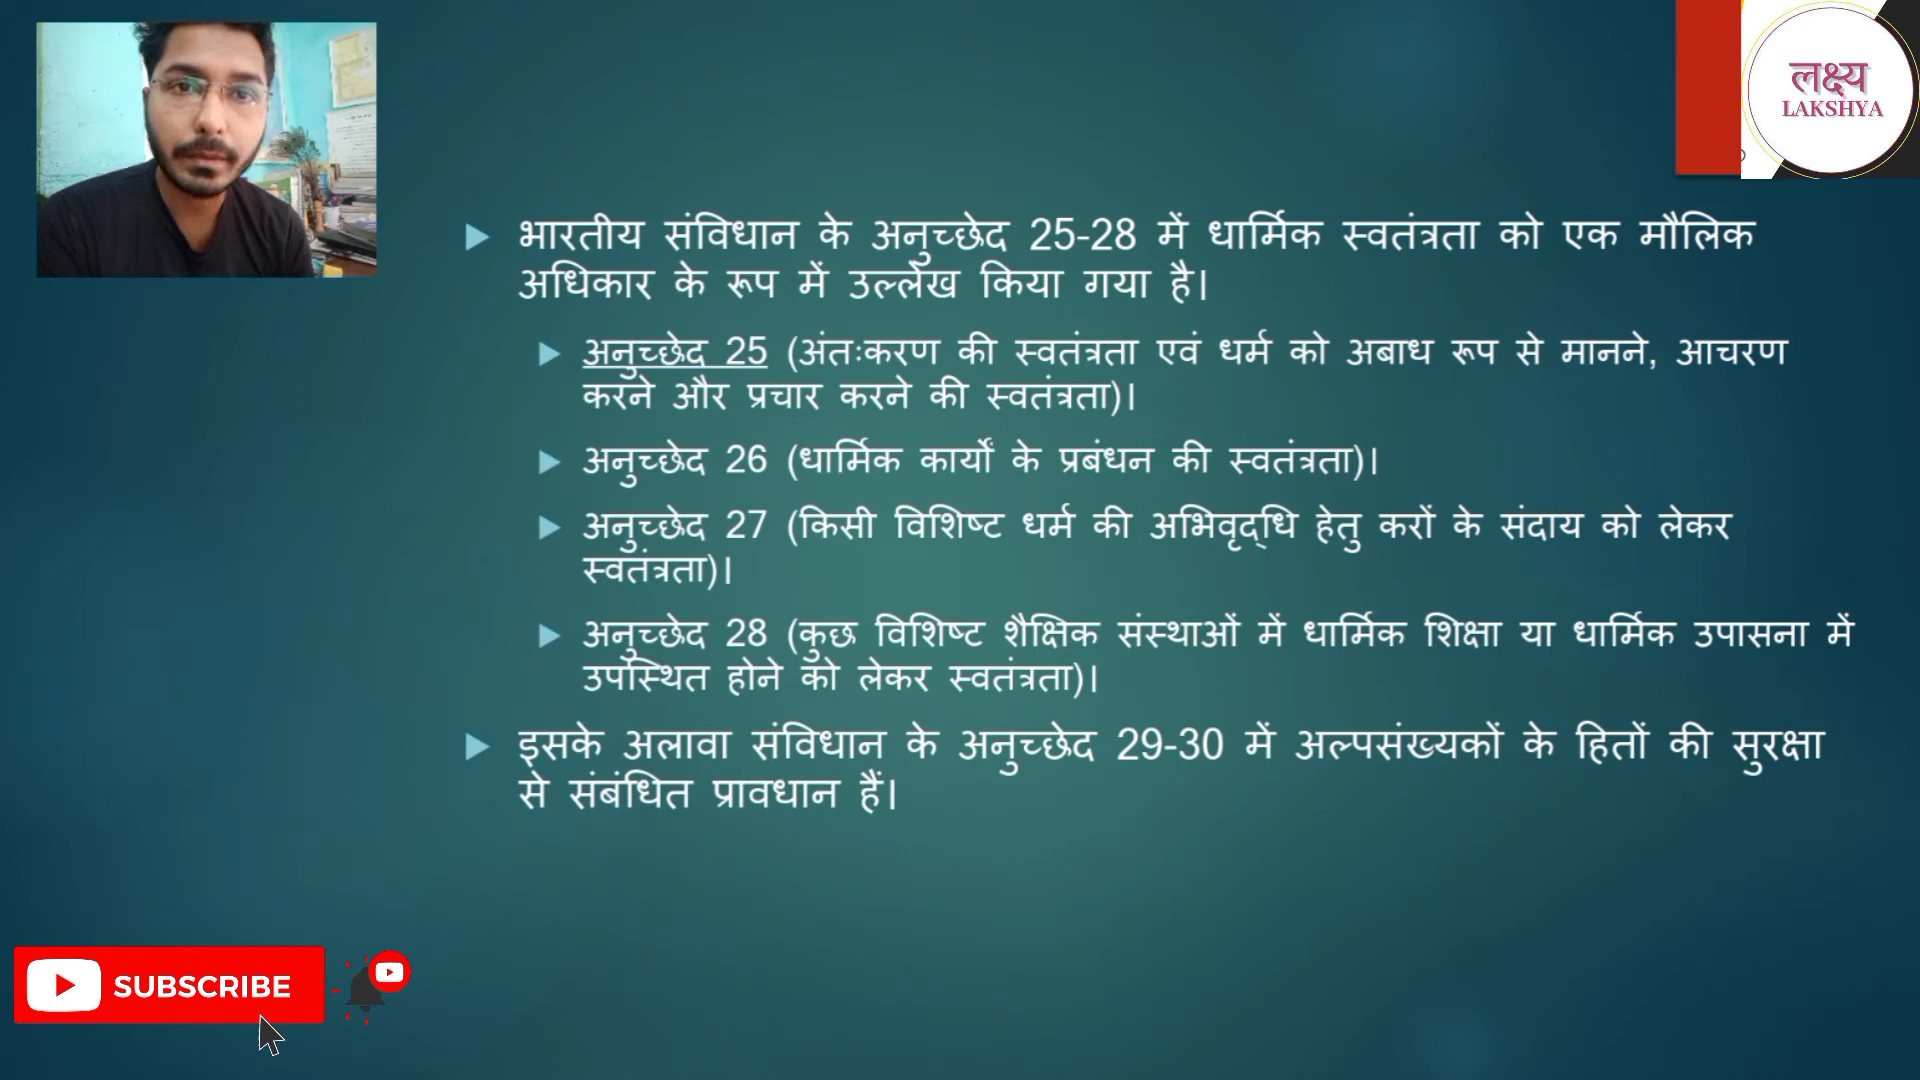 लक्ष्य
LAKSHYA
भारतीय संविधान के अनुच्छेद 25-28 में धार्मिक स्वतंत्रता को एक मौलिक
अधिकार के रूप में उल्लेख किया गया है।
अनुच्छेद 25 (अंतःकरण की स्वतंत्रता एवं धर्म को अबाध रूप से मानने, आचरण
करने और प्रचार करने की स्वतंत्रता)।
अनुच्छेद 26 (धार्मिक कार्यों के प्रबंधन की स्वतंत्रता)।
अनुच्छेद 27 (किसी विशिष्ट धर्म की अभिवृद्धि हेतु करों के संदाय को लेकर
स्वतंत्रता)।
अनुच्छेद 28 (कुछ विशिष्ट शैक्षिक संस्थाओं में धार्मिक शिक्षा या धार्मिक उपासना में
उपस्थित होने को लेकर स्वतंत्रता)।
इसके अलावा संविधान के अनुच्छेद 29-30 में अल्पसंख्यकों के हितों की सुरक्षा
से संबंधित प्रावधान हैं।
SUBSCRIBE